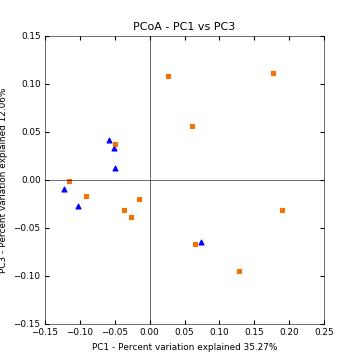 PCoA - PC1 vs PC3
0.15
0.10
0.05
0.00
−0.05
−0.10
−0.15
PC3 - Percent variation explained 12.06%
−0.15 −0.10 −0.05 0.00 0.05 0.10 0.15 0.20 0.25
PC1 - Percent variation explained 35.27%